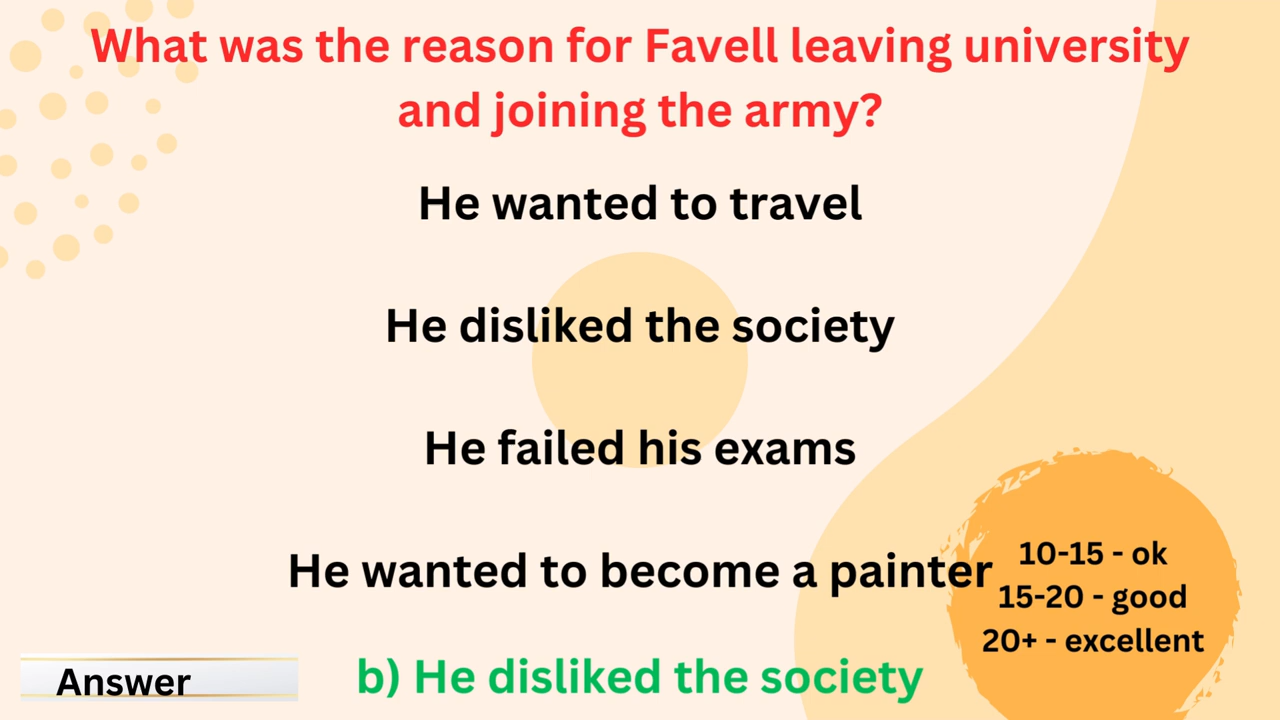 What was the reason for Favell leaving university
and joining the army?
He wanted to travel
He disliked the society
He failed his exams
He wanted to become a painter
10-15 - ok
15-20 - good
20+ - excellent
Answer
b) He disliked the society